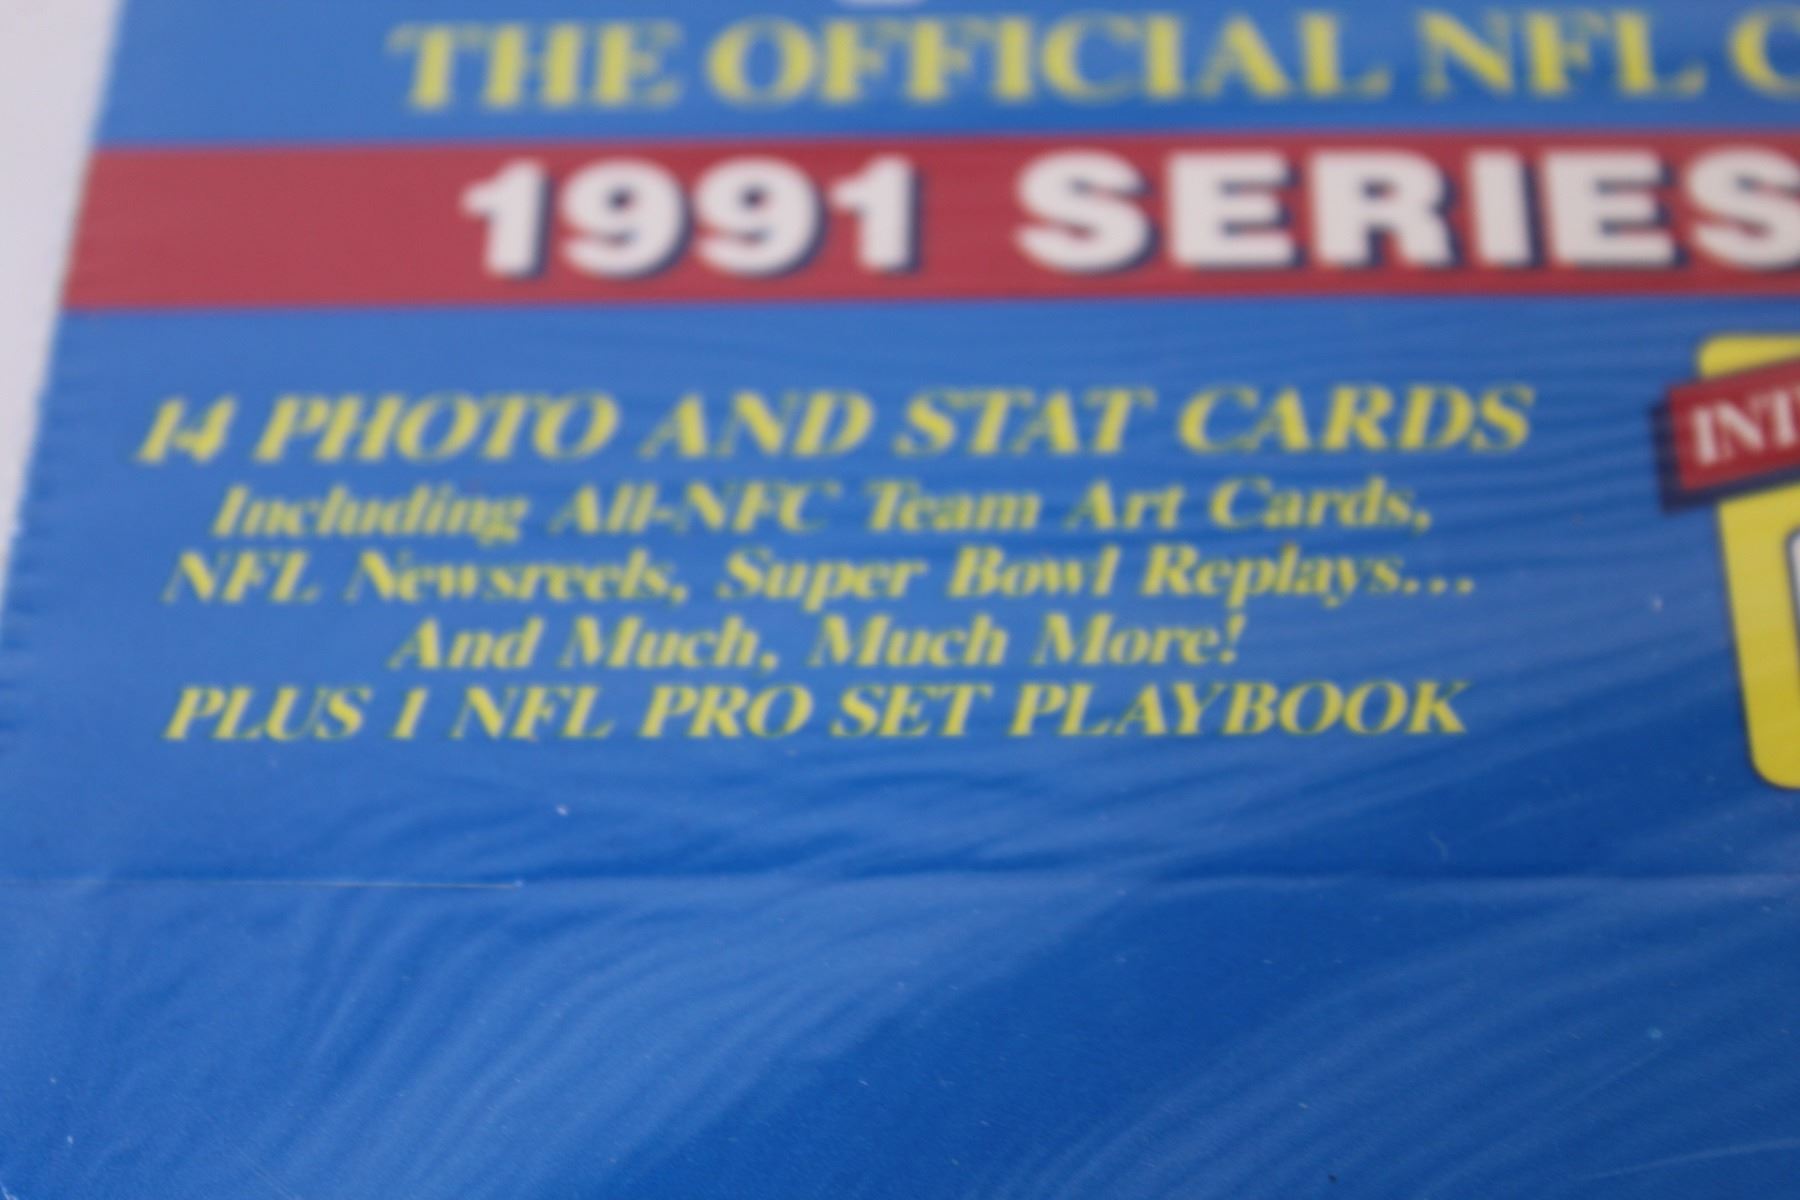 THE OFFICIAL NFL
1991 SERIES
14 PHOTO AND STAT CARDS
Including All-NFC Team Art Cards,
NFL Newsreels, Super Bowl Replays...
And Much, Much More!
PLUS 1 NFL PRO SET PLAYBOOK